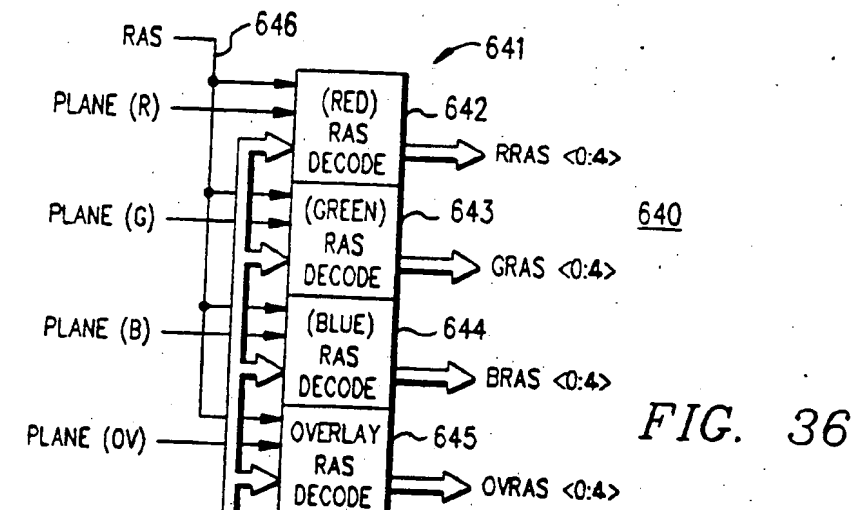 RAS
646
641
PLANE (R)
(RED)
RAS
DECODE
642
RRAS <0:4>
PLANE (G)
(GREEN)
RAS
DECODE
643
GRAS <0:4>
640
PLANE (B)
(BLUE)
RAS
DECODE
644
BRAS <0:4>
PLANE (OV)
OVERLAY
RAS
DECODE
645
OVRAS <0:4>
FIG. 36